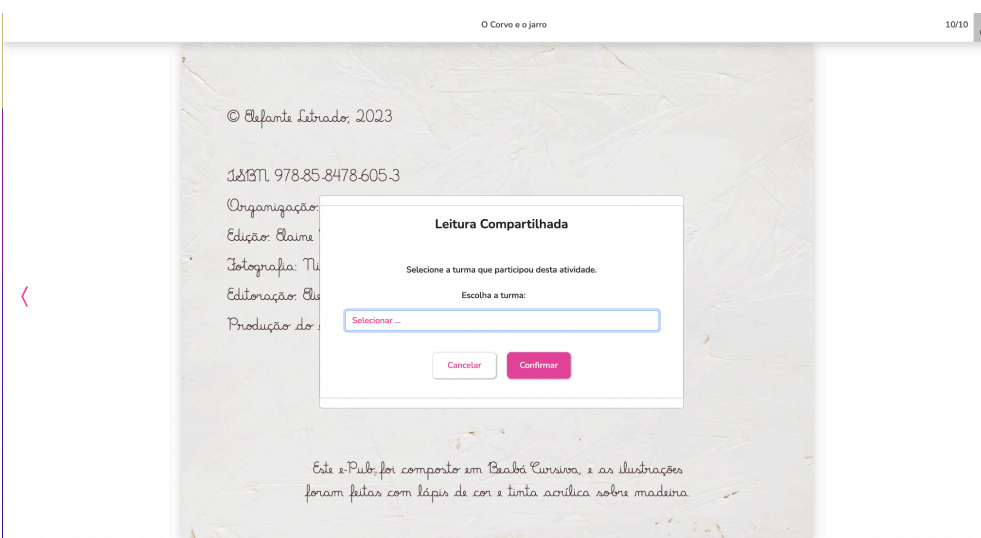 O Corvo e o jarro
10/10
© Elefante Letrado, 2023
ISBN 978-85-8478-605-3
Organização:
Edição: Elaine
Fotografia:
Editoração:
Produção do
Leitura Compartilhada
Selecione a turma que participou desta atividade.
Escolha a turma:
Selecionar ...
Cancelar
Confirmar
Este e-Pub foi composto em Beabá Cursiva, e as ilustrações
foram feitas com lápis de cor e tinta acrílica sobre madeira.